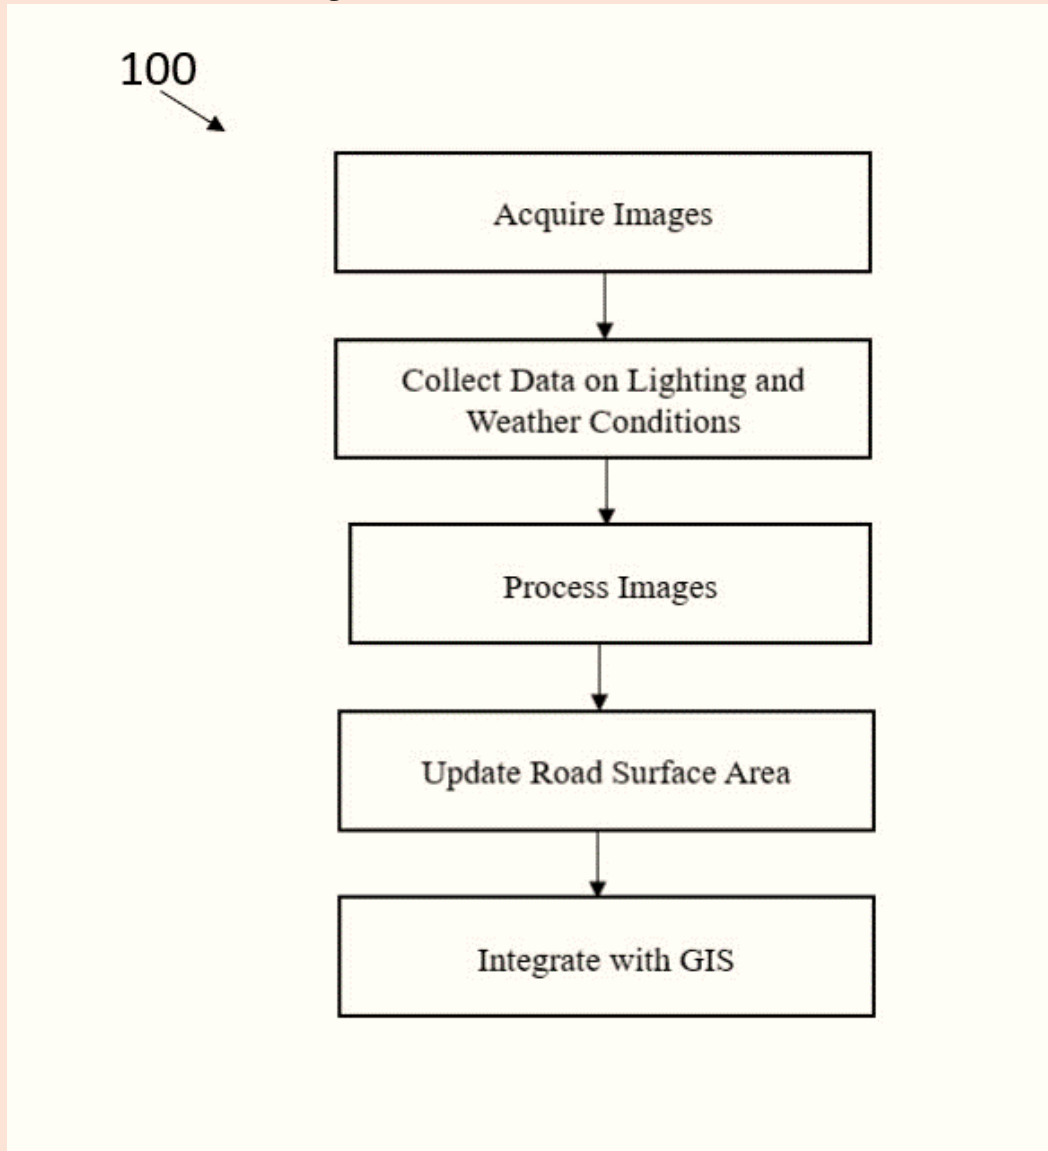 100
Acquire Images
Collect Data on Lighting and
Weather Conditions
Process Images
Update Road Surface Area
Integrate with GIS